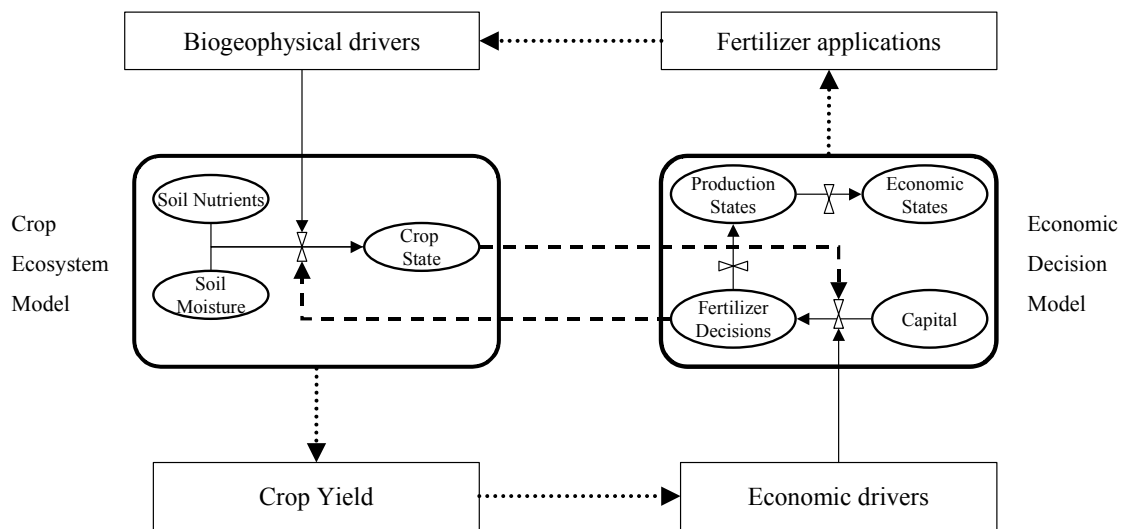 Biogeophysical drivers
Fertilizer applications
Crop
Ecosystem
Model
Soil Nutrients
Soil
Moisture
Crop
State
Production
States
Economic
States
Fertilizer
Decisions
Capital
Economic
Decision
Model
Crop Yield
Economic drivers